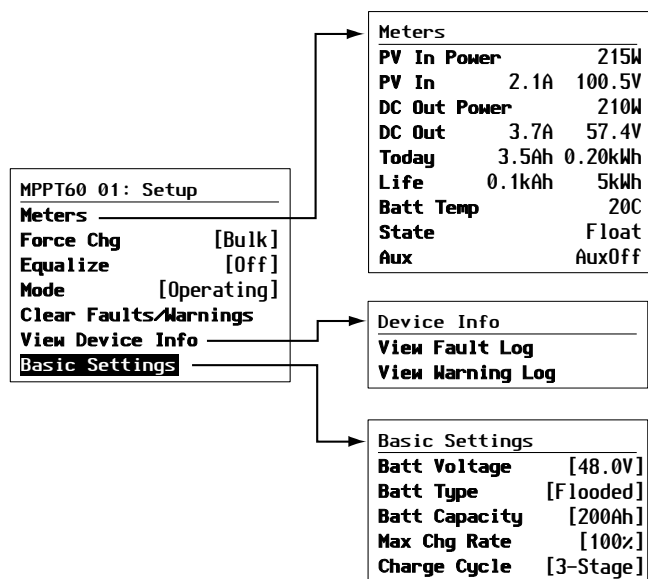 MPPT60 01: Setup
Meters
Force Chg [Bulk]
Equalize [Off]
Mode [Operating]
Clear Faults/Warnings
View Device Info
Basic Settings
Meters
PV In Power 215W
PV In 2.1A 100.5V
DC Out Power 210W
DC Out 3.7A 57.4V
Today 3.5Ah 0.20kWh
Life 0.1kAh 5kWh
Batt Temp 20C
State Float
Aux AuxOff
Device Info
View Fault Log
View Warning Log
Basic Settings
Batt Voltage [48.0V]
Batt Type [Flooded]
Batt Capacity [200Ah]
Max Chg Rate [100%]
Charge Cycle [3-Stage]